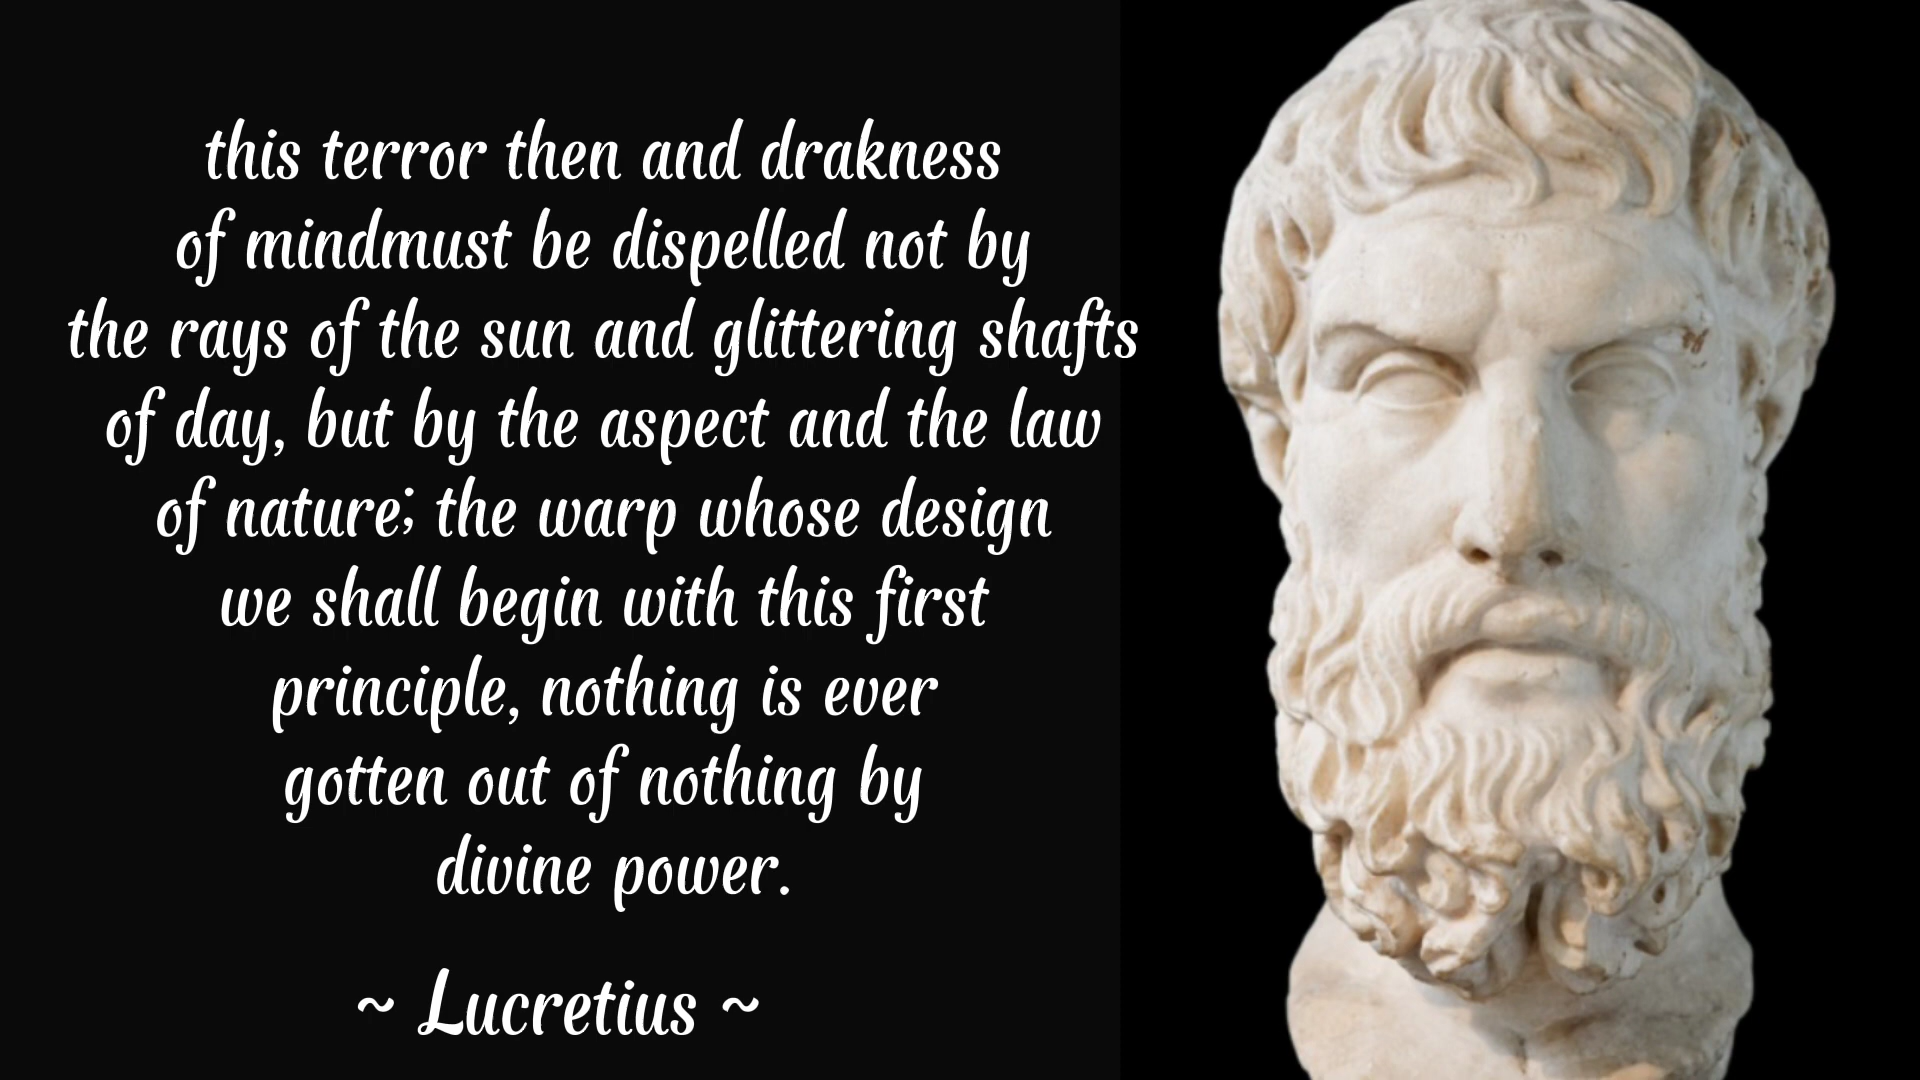 this terror then and drakness
of mindmust be dispelled not by
the rays of the sun and glittering shafts
of day, but by the aspect and the law
of nature; the warp whose design
we shall begin with this first
principle, nothing is ever
gotten out of nothing by
divine power.
~ Lucretius ~